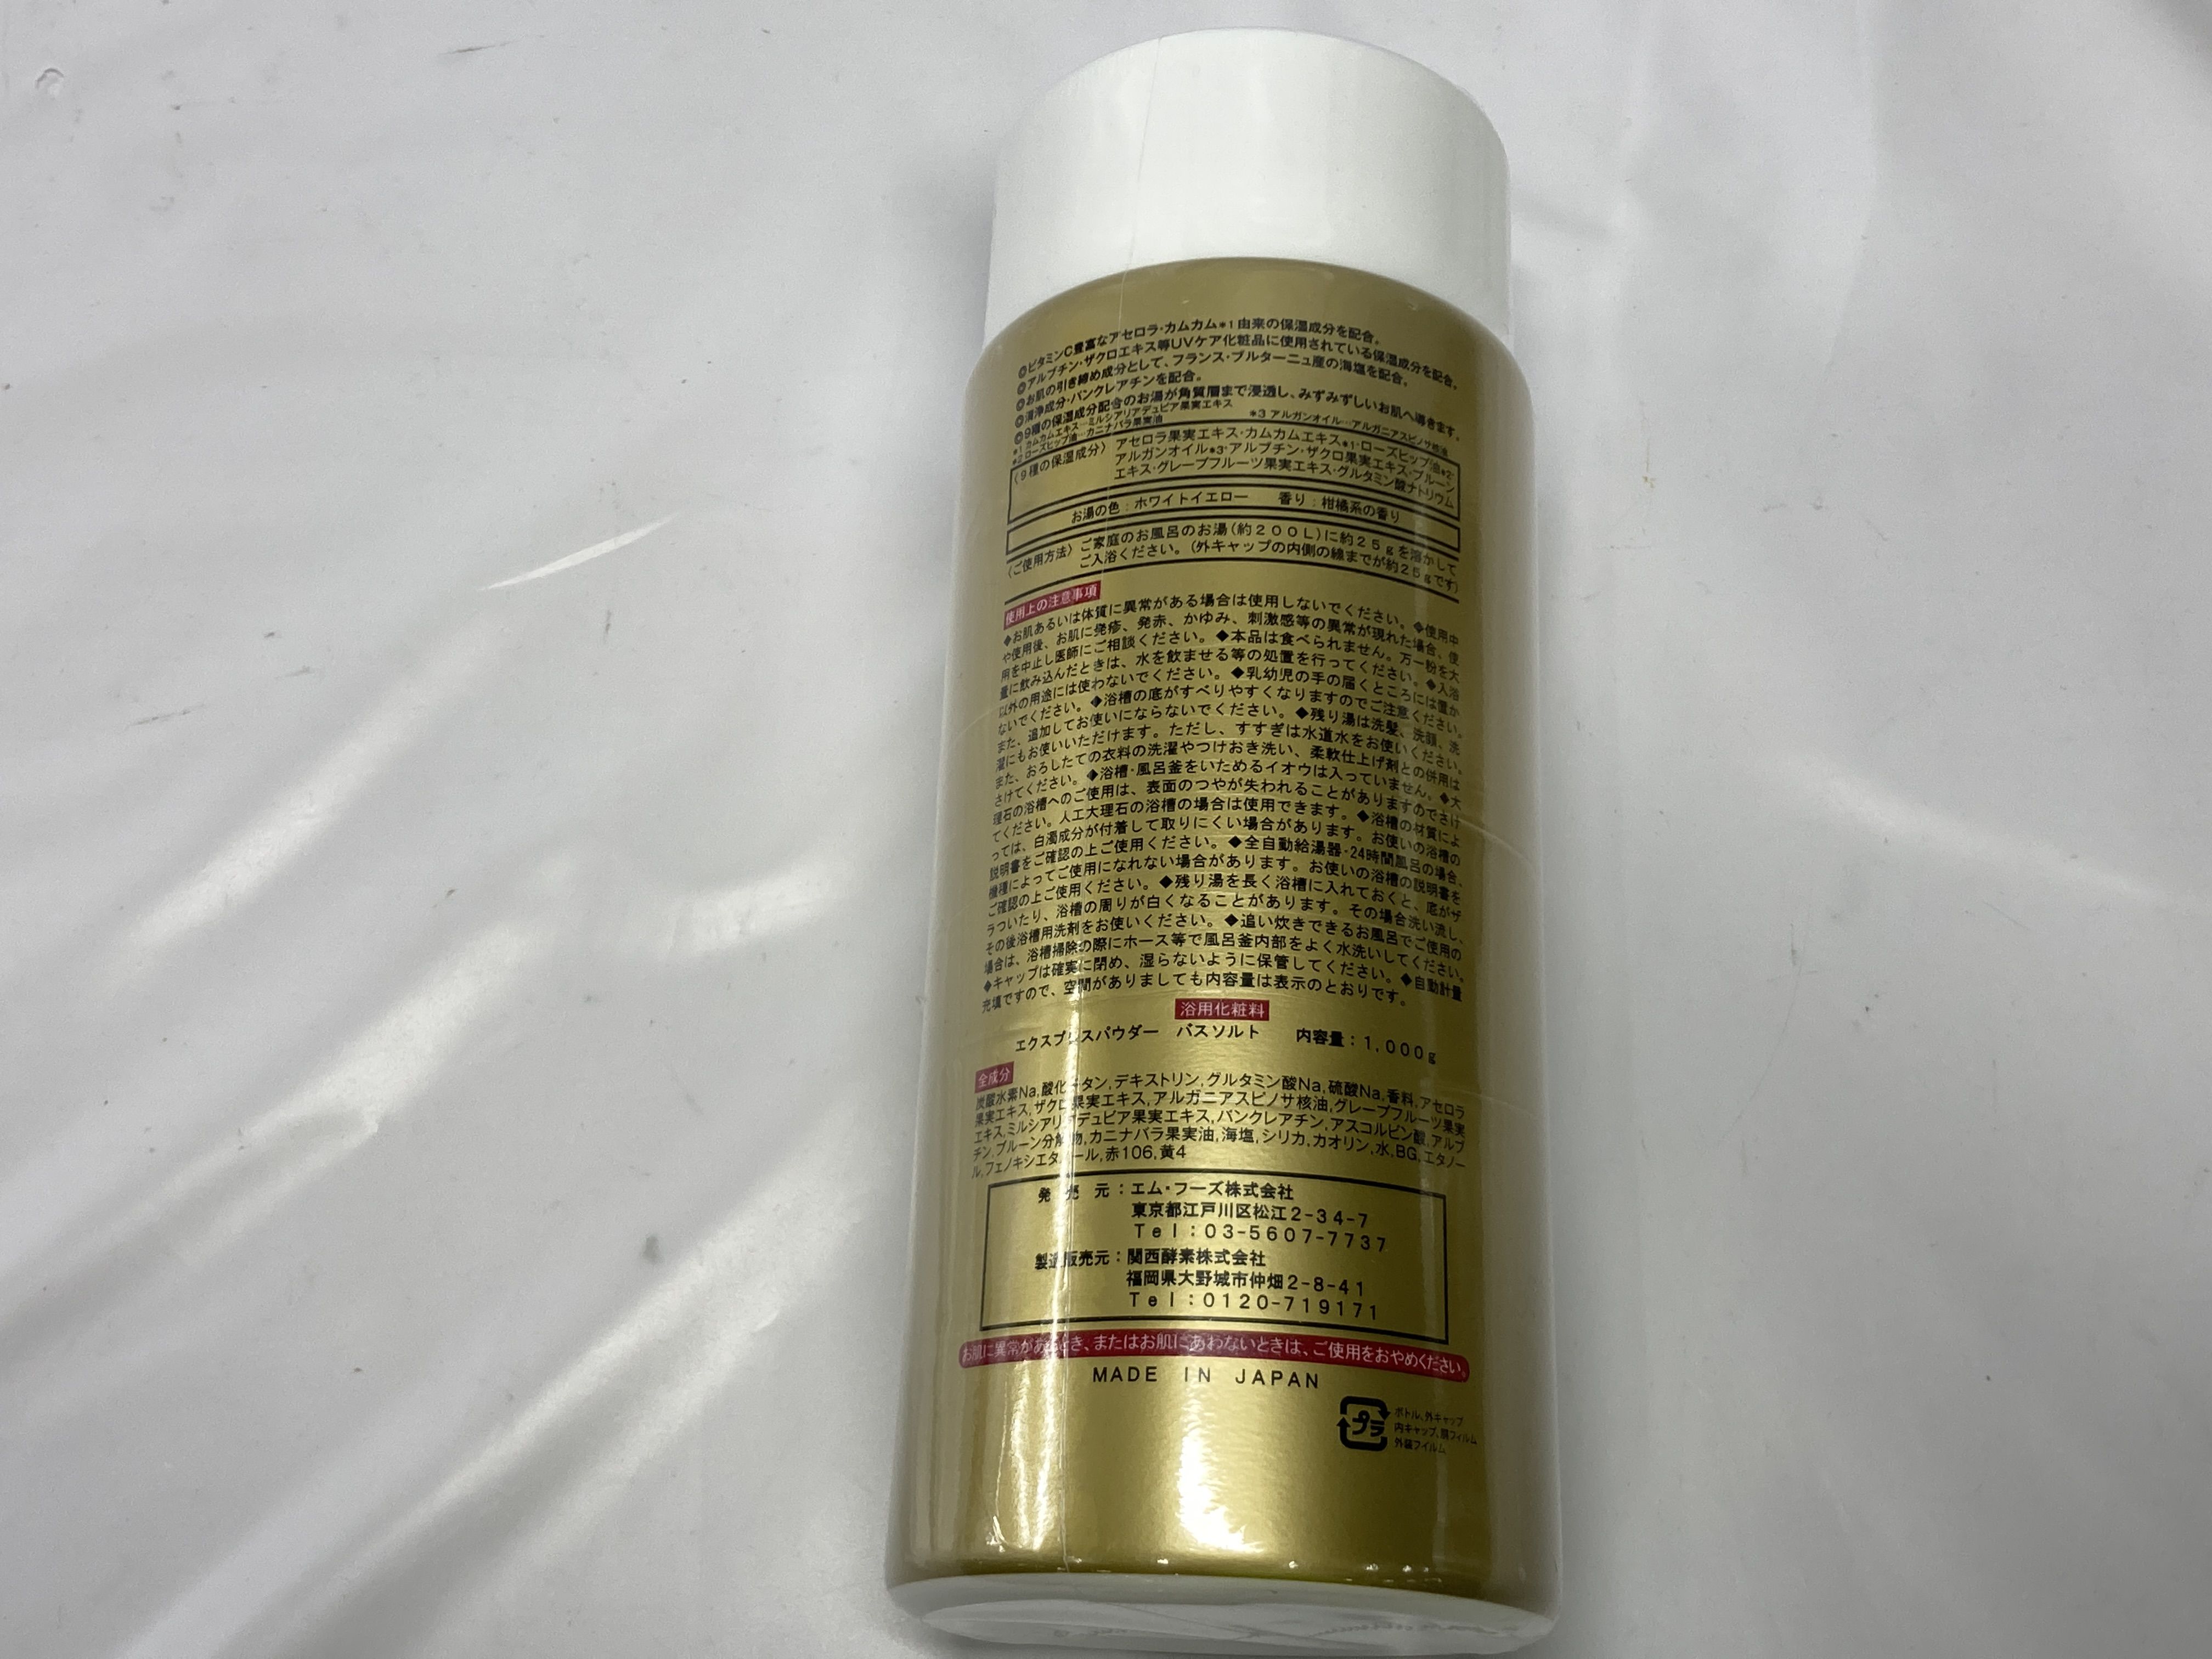 ◎ビタミンC豊富なアセロラ・カムカム*1由来の保湿成分を配合。
◎アルブチン・ザクロエキス等UVケア化粧品に使用されている保湿成分を配合。
◎お肌の引き締め成分として、フランス・ブルターニュ産の海塩を配合。
◎清浄成分・パンクレアチンを配合。
◎9種の保湿成分配合のお湯が角質層まで浸透し、みずみずしいお肌へ導きます。
*1 カムカムエキス…ミルシアリアデュビア果実エキス
*2 ローズヒップ油…カニナバラ果実油 *3 アルガンオイル…アルガニアスピノサ核油
〈9種の保湿成分〉 アセロラ果実エキス・カムカムエキス*1・ローズヒップ油*2・
アルガンオイル*3・アルブチン・ザクロ果実エキス・プルーン
エキス・グレープフルーツ果実エキス・グルタミン酸ナトリウム
お湯の色：ホワイトイエロー 香り：柑橘系の香り
〈ご使用方法〉 ご家庭のお風呂のお湯(約200L)に約25gを溶かして
ご入浴ください。(外キャップの内側の線までが約25gです)
使用上の注意事項
◆お肌あるいは体質に異常がある場合は使用しないでください。◆使用中
や使用後、お肌に発疹、発赤、かゆみ、刺激感等の異常が現れた場合、使
用を中止し医師にご相談ください。◆本品は食べられません。万一粉を大
量に飲み込んだときは、水を飲ませる等の処置を行ってください。◆入浴
以外の用途には使わないでください。◆乳幼児の手の届くところには置か
ないでください。◆浴槽の底がすべりやすくなりますのでご注意ください。
また、追加してお使いにならないでください。◆残り湯は洗髪、洗顔、洗
濯にもお使いいただけます。ただし、すすぎは水道水をお使いください。
また、おろしたての衣料の洗濯やつけおき洗い、柔軟仕上げ剤との併用は
さけてください。◆浴槽・風呂釜をいためるイオウは入っていません。◆大
理石の浴槽へのご使用は、表面のつやが失われることがありますのでさけ
てください。人工大理石の浴槽の場合は使用できます。◆浴槽の材質によ
っては、白濁成分が付着して取りにくい場合があります。お使いの浴槽の
説明書をご確認の上ご使用ください。◆全自動給湯器・24時間風呂の場合、
機種によってご使用になれない場合があります。お使いの浴槽の説明書を
ご確認の上ご使用ください。◆残り湯を長く浴槽に入れておくと、底がザ
ラついたり、浴槽の周りが白くなることがあります。その場合洗い流し、
その後浴槽用洗剤をお使いください。◆追い炊きできるお風呂でご使用の
場合は、浴槽掃除の際にホース等で風呂釜内部をよく水洗いしてください。
◆キャップは確実に閉め、湿らないように保管してください。◆自動計量
充填ですので、空間がありましても内容量は表示のとおりです。
浴用化粧料
エクスプレスパウダー バスソルト 内容量：1,000g
全成分
炭酸水素Na,酸化チタン,デキストリン,グルタミン酸Na,硫酸Na,香料,アセロラ
果実エキス,ザクロ果実エキス,アルガニアスピノサ核油,グレープフルーツ果実
エキス,ミルシアリアデュビア果実エキス,パンクレアチン,アスコルビン酸,アルブ
チン,プルーン分解物,カニナバラ果実油,海塩,シリカ,カオリン,水,BG,エタノー
ル,フェノキシエタノール,赤106,黄4
発売元：エム・フーズ株式会社
東京都江戸川区松江2-34-7
Tel：03-5607-7737
製造販売元：関西酵素株式会社
福岡県大野城市仲畑2-8-41
Tel：0120-719171
お肌に異常があるとき、またはお肌にあわないときは、ご使用をおやめください。
MADE IN JAPAN
プラ
ボトル、外キャップ
内キャップ、肩フィルム
外装フィルム